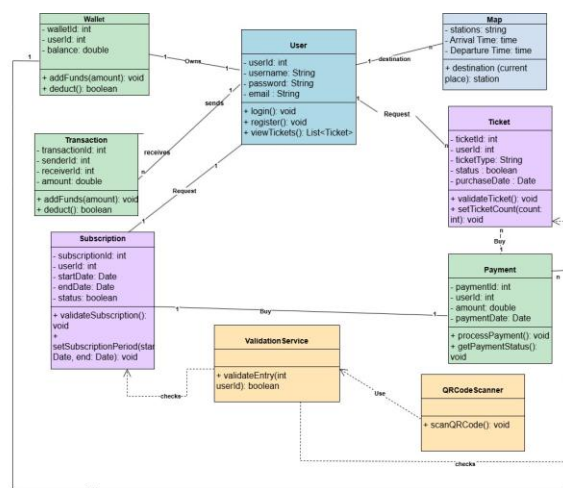 Wallet
- walletId: int
- userId: int
- balance: double
+ addFunds(amount): void
+ deduct(): boolean
1
1
Owns
1
User
- userId: int
- username: String
- password: String
- email : String
+ login(): void
+ register(): void
+ viewTickets(): List<Ticket>
1
destination
n
Map
- stations: string
- Arrival Time: time
- Departure Time: time
+ destination (current
place): station
sends
1
receives
n
Transaction
- transactionId: int
- senderId: int
- receiverId: int
- amount: double
+ addFunds(amount): void
+ deduct(): boolean
1
Request
n
Ticket
- ticketId: int
- userId: int
- ticketType: String
- status : boolean
- purchaseDate : Date
+ validateTicket(): void
+ setTicketCount(count:
int): void
1
Request
1
Subscription
- subscriptionId: int
- userId: int
- startDate: Date
- endDate: Date
- status: boolean
+ validateSubscription():
void
+
setSubscriptionPeriod(star
Date, end: Date): void
n
Buy
1
Payment
- paymentId: int
- userId: int
- amount: double
- paymentDate: Date
+ processPayment(): void
+ getPaymentStatus():
void
n
1
Buy
1
ValidationService
+ validateEntry(int
userId): boolean
checks
Use
QRCodeScanner
+ scanQRCode(): void
checks